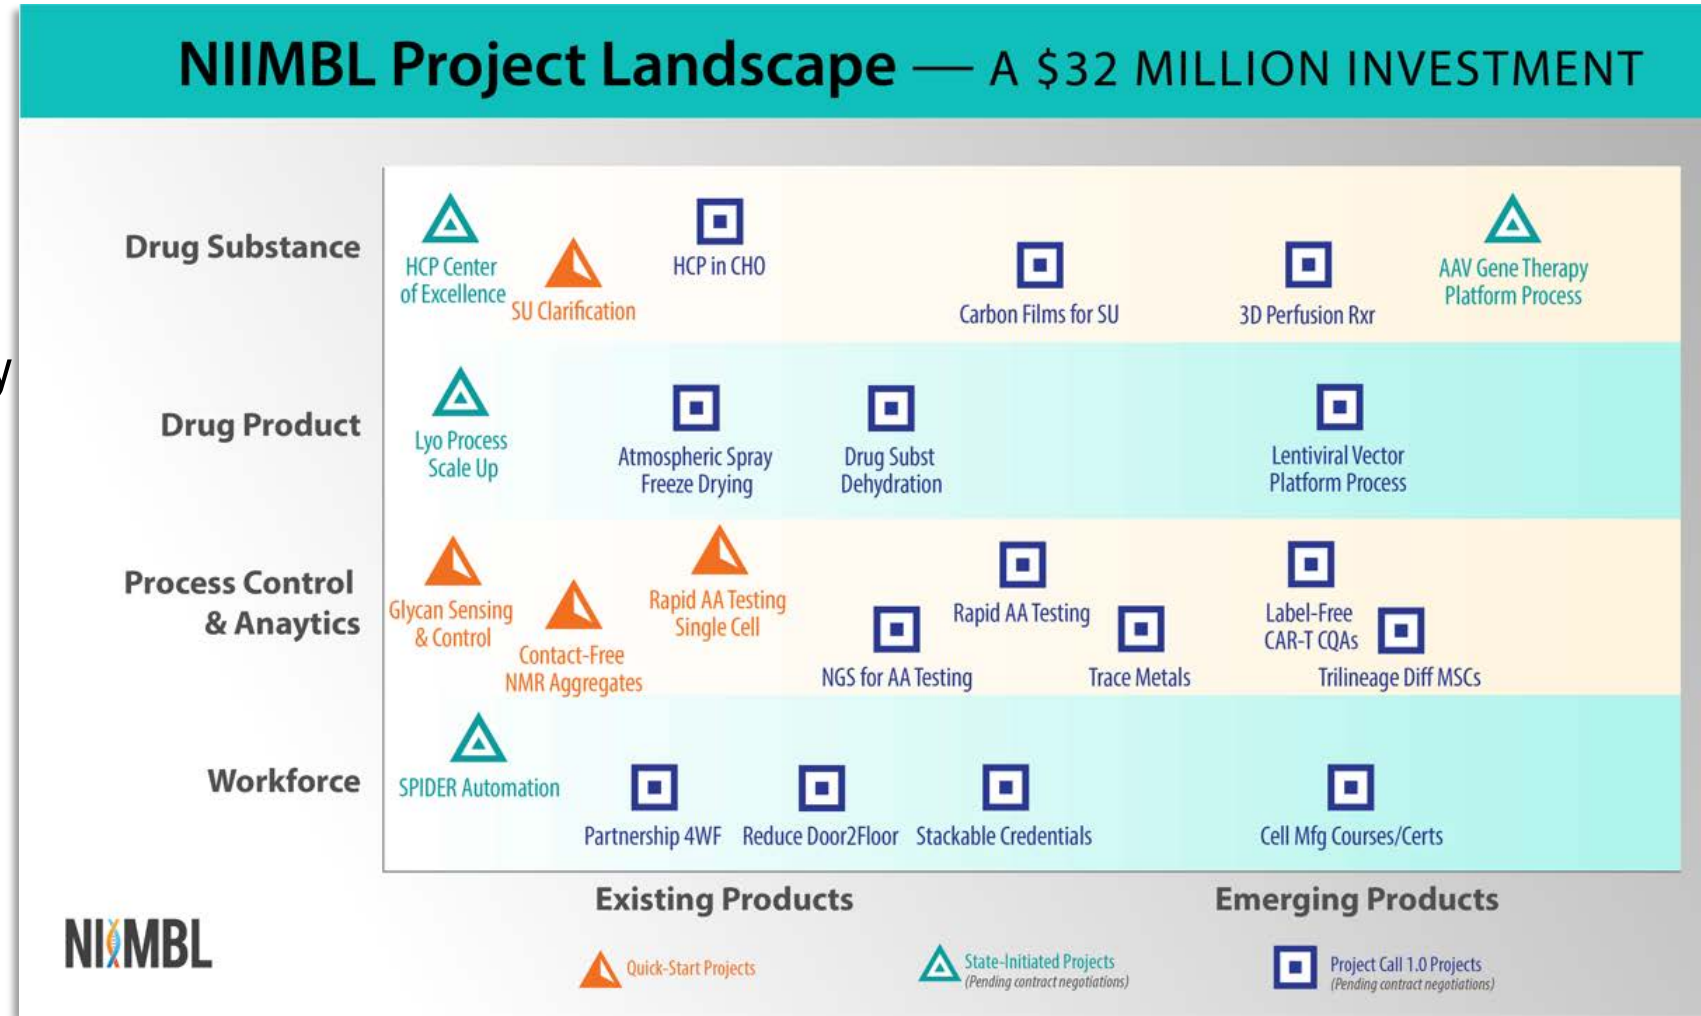 NIIMBL Project Landscape — A $32 MILLION INVESTMENT
y
Drug Substance
HCP Center
of Excellence
SU Clarification
HCP in CHO
Carbon Films for SU
3D Perfusion Rxr
AAV Gene Therapy
Platform Process
Drug Product
Lyo Process
Scale Up
Atmospheric Spray
Freeze Drying
Drug Subst
Dehydration
Lentiviral Vector
Platform Process
Process Control
& Anaytics
Glycan Sensing
& Control
Contact-Free
NMR Aggregates
Rapid AA Testing
Single Cell
NGS for AA Testing
Rapid AA Testing
Trace Metals
Label-Free
CAR-T CQAs
Trilineage Diff MSCs
Workforce
SPIDER Automation
Partnership 4WF
Reduce Door2Floor
Stackable Credentials
Cell Mfg Courses/Certs
Existing Products
Emerging Products
NIIMBL
Quick-Start Projects
State-Initiated Projects
(Pending contract negotiations)
Project Call 1.0 Projects
(Pending contract negotiations)